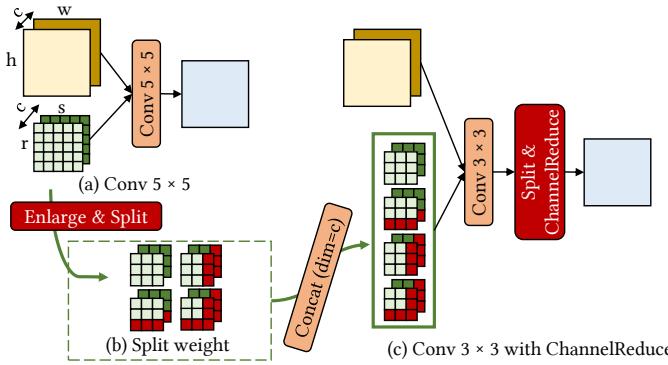 c
w
h
c
s
r
Conv 5 × 5
(a) Conv 5 × 5
Enlarge & Split
(b) Split weight
Concat (dim=c)
Conv 3 × 3
Split &
ChannelReduce
(c) Conv 3 × 3 with ChannelReduce